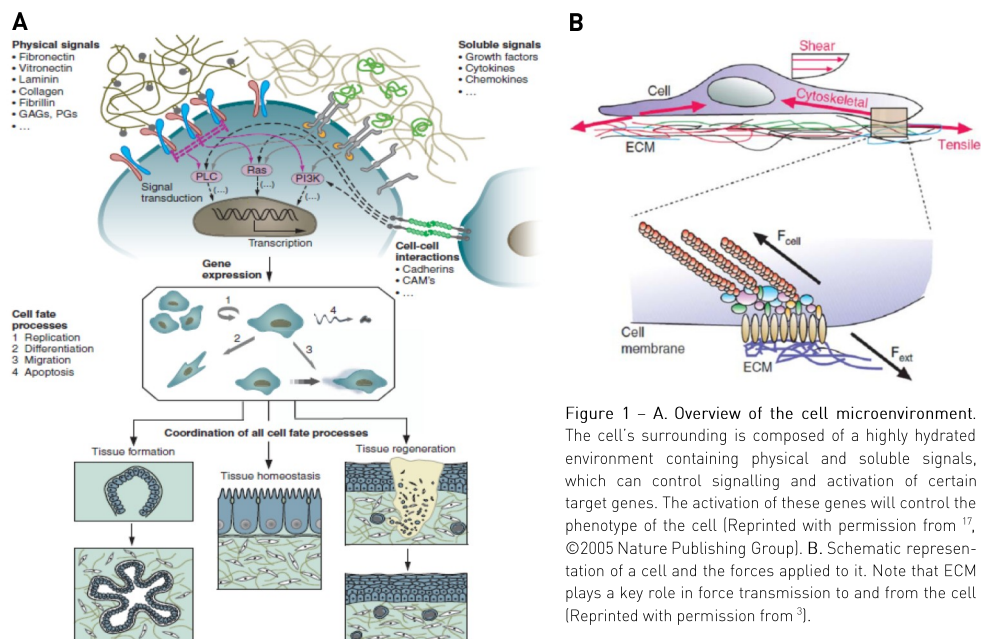 A
Physical signals
• Fibronectin
• Vitronectin
• Laminin
• Collagen
• Fibrillin
• GAGs, PGs
• ...
Soluble signals
• Growth factors
• Cytokines
• Chemokines
• ...
Signal
transduction
PLC
Ras
PI3K
(...)
(...)
(...)
Transcription
Cell-cell
interactions
• Cadherins
• CAM's
• ...
Gene
expression
Cell fate
processes
1 Replication
2 Differentiation
3 Migration
4 Apoptosis
1
4
2
3
Coordination of all cell fate processes
Tissue formation
Tissue homeostasis
Tissue regeneration
B
Shear
Cell
Cytoskeletal
ECM
Tensile
Fcell
Cell
membrane
ECM
Fext
Figure 1 – A. Overview of the cell microenvironment.
The cell's surrounding is composed of a highly hydrated
environment containing physical and soluble signals,
which can control signalling and activation of certain
target genes. The activation of these genes will control the
phenotype of the cell (Reprinted with permission from 17,
©2005 Nature Publishing Group). B. Schematic represen-
tation of a cell and the forces applied to it. Note that ECM
plays a key role in force transmission to and from the cell
(Reprinted with permission from 3).